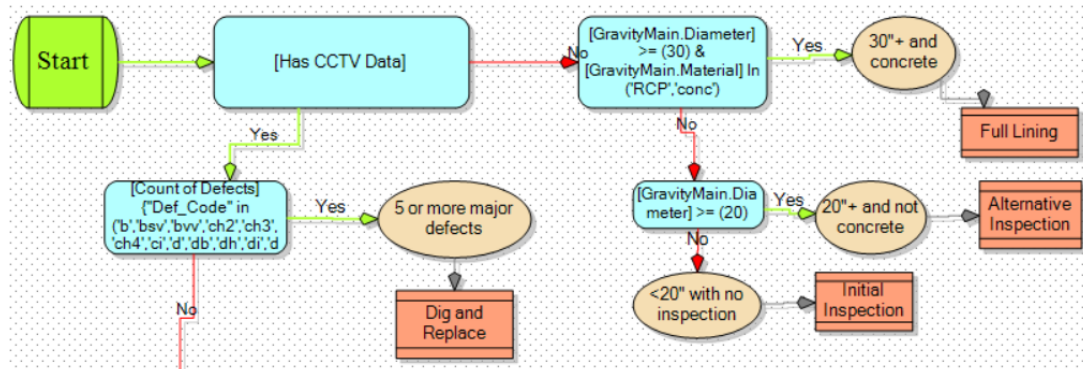 Start
[Has CCTV Data]
No
[GravityMain.Diameter]
>= (30) &
[GravityMain.Material] In
('RCP','conc')
Yes
30"+ and
concrete
Full Lining
No
Yes
[Count of Defects]
{"Def_Code" in
('b','bsv','bvv','ch2','ch3',
'ch4','ci','d','db','dh','di','d
Yes
5 or more major
defects
Dig and
Replace
No
[GravityMain.Dia
meter] >= (20)
Yes
20"+ and not
concrete
Alternative
Inspection
No
<20" with no
inspection
Initial
Inspection